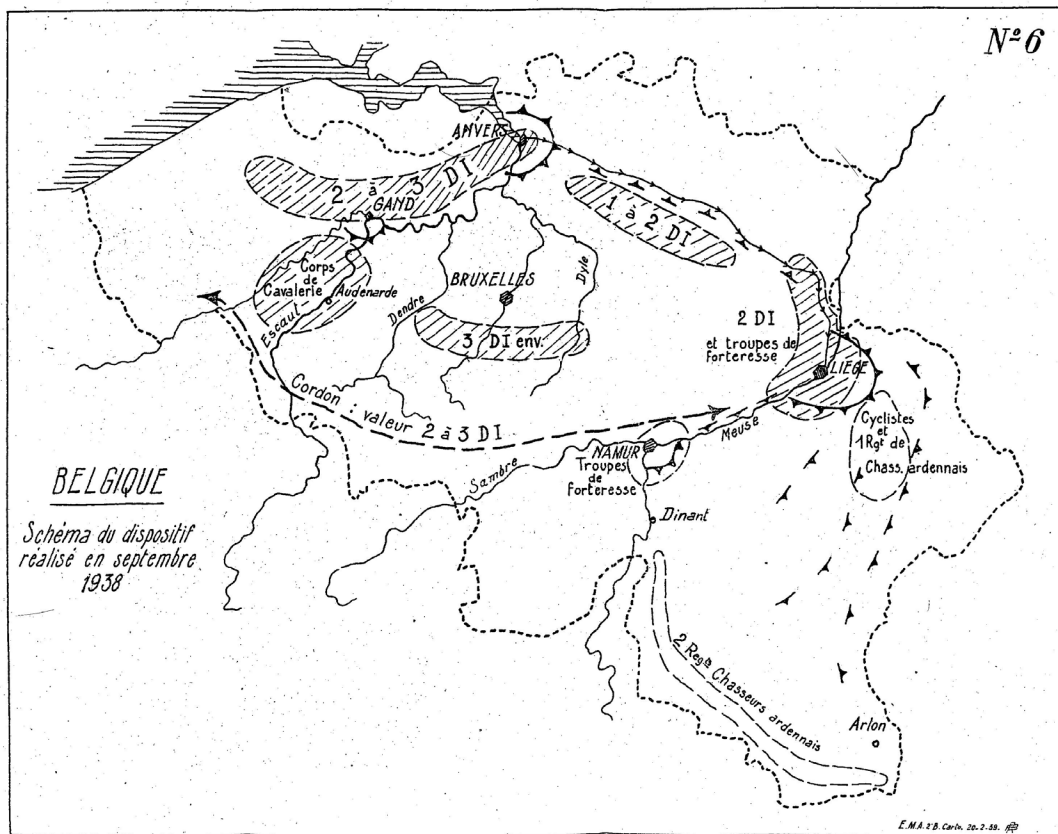 Nº 6
ANVERS
2 à 3 DI
GAND
1 à 2 DI
Corps
de
Cavalerie
Audenarde
Escaut
Dendre
BRUXELLES
Dyle
3 DI env.
2 DI
et troupes de
forteresse
LIÈGE
Cordon : valeur 2 à 3 DI
Meuse
Cyclistes
et
1 Rgt de
Chass. ardennais
NAMUR
Troupes
de
forteresse
Sambre
Dinant
BELGIQUE
Schéma du dispositif
réalisé en septembre
1938
2 Regts Chasseurs ardennais
Arlon
E.M.A. 2e B. Carto. 20-2-39.